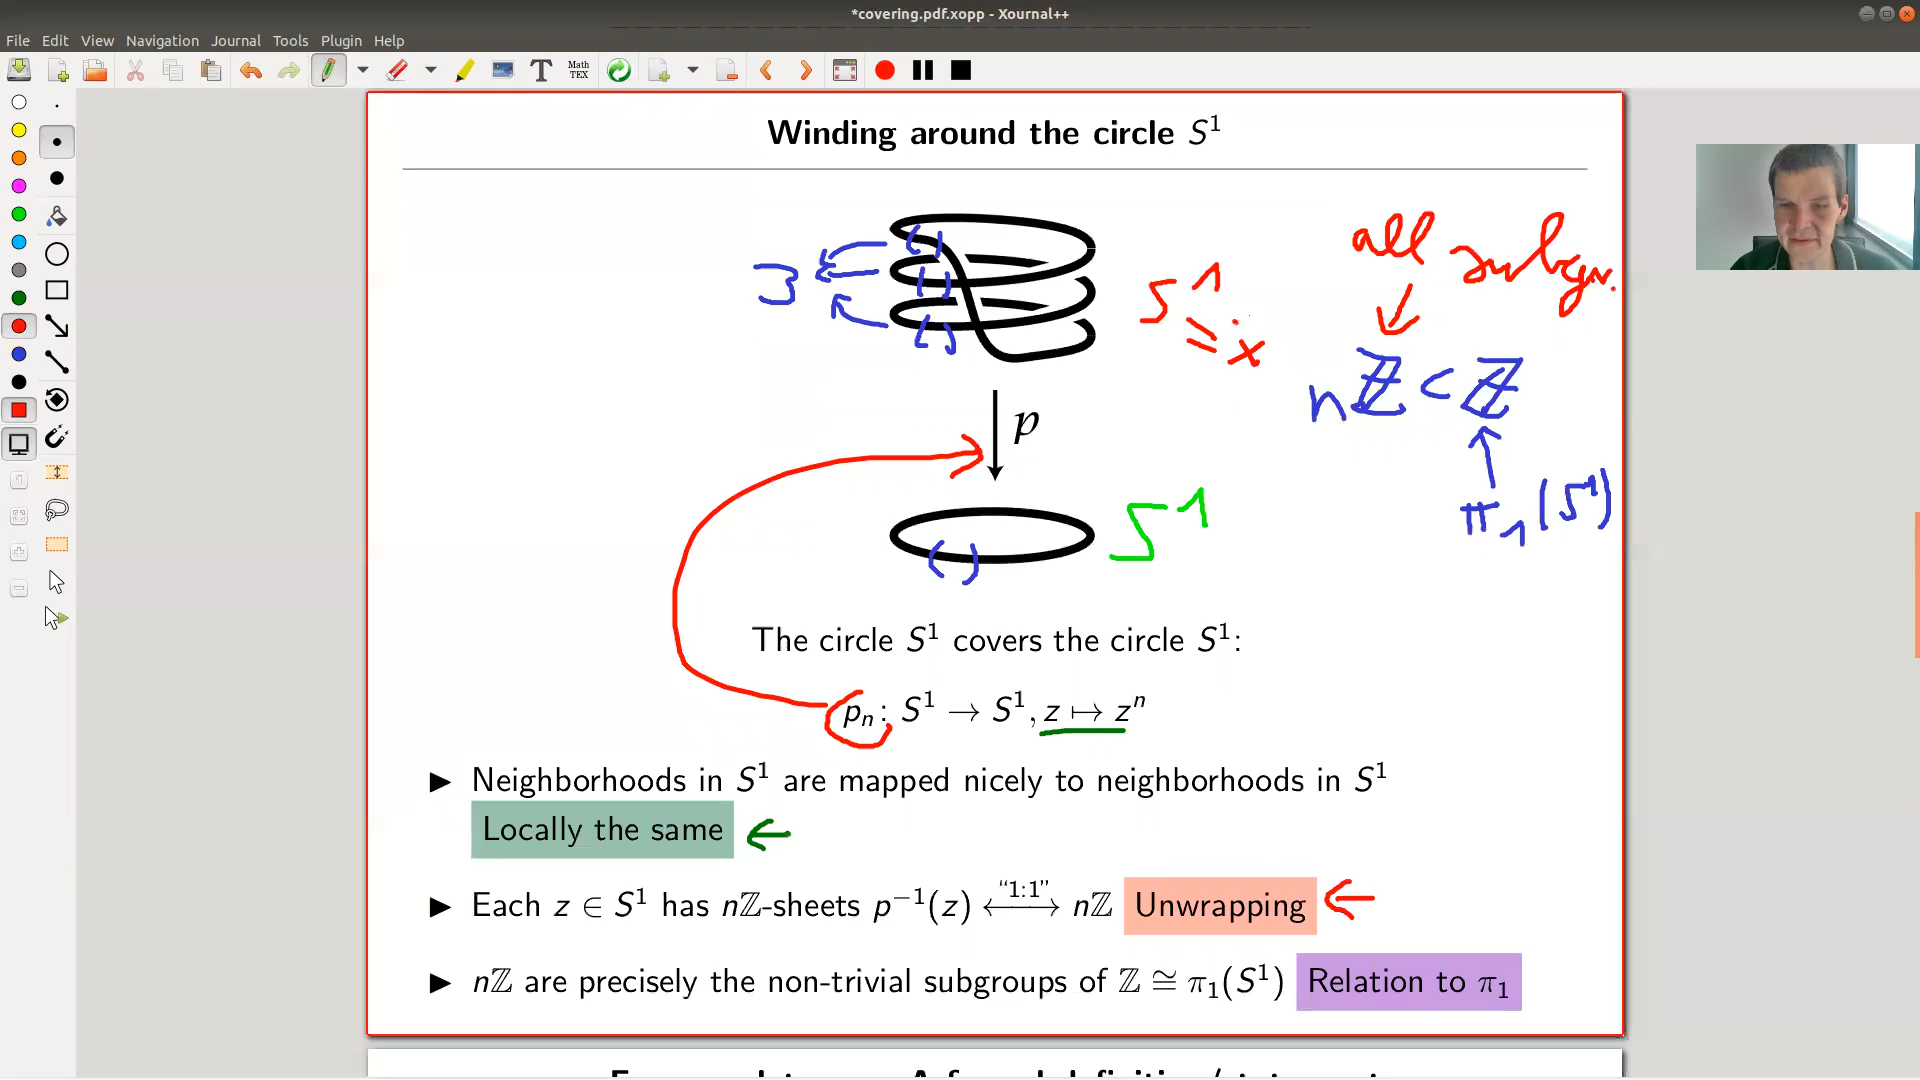 *covering.pdf.xopp - Xournal++
File Edit View Navigation Journal Tools Plugin Help
T Math TEX
Winding around the circle S¹
all subgr.
3
S¹
= ẋ
nℤ ⊂ ℤ
p
π₁(S¹)
S¹
The circle S¹ covers the circle S¹:
pₙ: S¹ → S¹, z ↦ zⁿ
▶ Neighborhoods in S¹ are mapped nicely to neighborhoods in S¹
Locally the same
▶ Each z ∈ S¹ has nℤ-sheets p⁻¹(z) ⟷ “1:1” nℤ Unwrapping
▶ nℤ are precisely the non-trivial subgroups of ℤ ≅ π₁(S¹) Relation to π₁